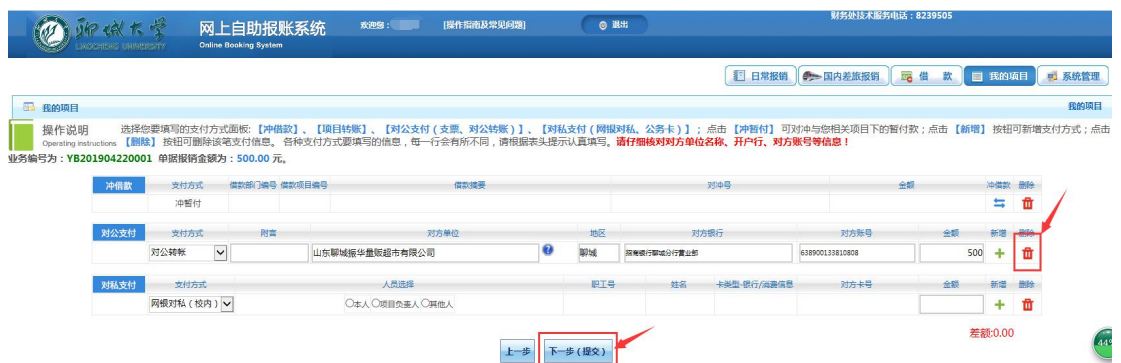 聊城大学 LIAOCHENG UNIVERSITY
网上自助报账系统
Online Booking System
欢迎您：
[操作指南及常见问题]
退出
财务处技术服务电话：8239505
日常报销 国内差旅报销 借 款 我的项目 系统管理
我的项目 我的项目
操作说明 选择您要填写的支付方式面板:【冲借款】、【项目转账】、【对公支付（支票、对公转账）】、【对私支付（网银对私、公务卡）】；点击【冲暂付】可对冲与您相关项目下的暂付款；点击【新增】按钮可新增支付方式；点击
Operating instructions 【删除】按钮可删除该笔支付信息。 各种支付方式要填写的信息，每一行会有所不同，请根据表头提示认真填写。请仔细核对对方单位名称、开户行、对方账号等信息！
业务编号为：YB201904220001 单据报销金额为：500.00 元。
冲借款 支付方式 借款部门编号 借款项目编号 借款摘要 对冲号 金额 冲借款 删除
冲暂付
对公支付 支付方式 附言 对方单位 地区 对方银行 对方账号 金额 新增 删除
对公转帐 山东聊城振华量贩超市有限公司 聊城 招商银行聊城分行营业部 638900133810808 500
对私支付 支付方式 人员选择 职工号 姓名 卡类型-银行/消费信息 对方卡号 金额 新增 删除
网银对私（校内） 本人 项目负责人 其他人
差额:0.00
上一步 下一步（提交）
44%